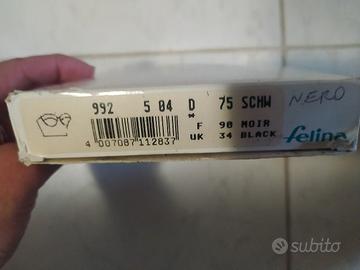 992 5 04 D 75 SCHW NERO
* F 90 NOIR
UK 34 BLACK felina
4 007087 112837
subito